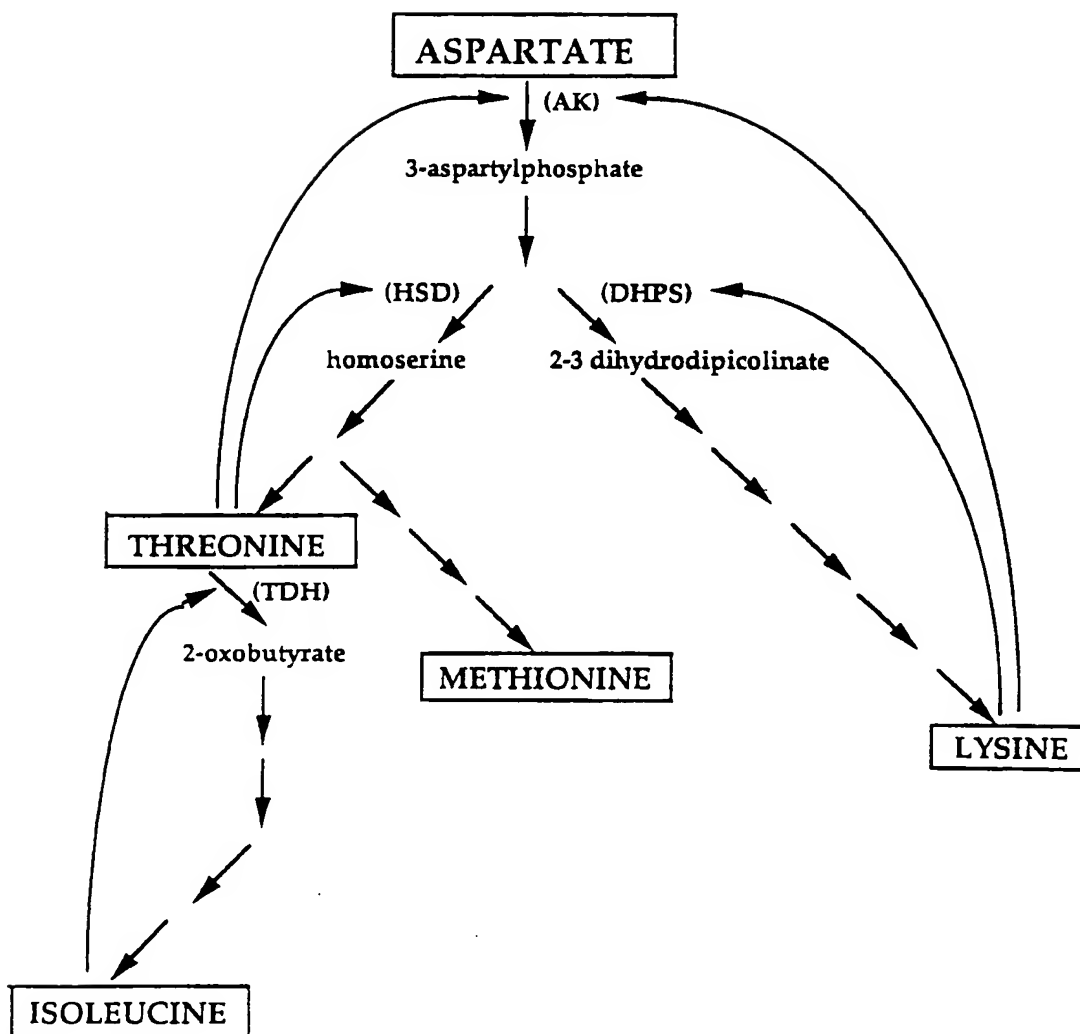 ASPARTATE
(AK)
3-aspartylphosphate
(HSD)
(DHPS)
homoserine
2-3 dihydrodipicolinate
THREONINE
(TDH)
2-oxobutyrate
METHIONINE
LYSINE
ISOLEUCINE